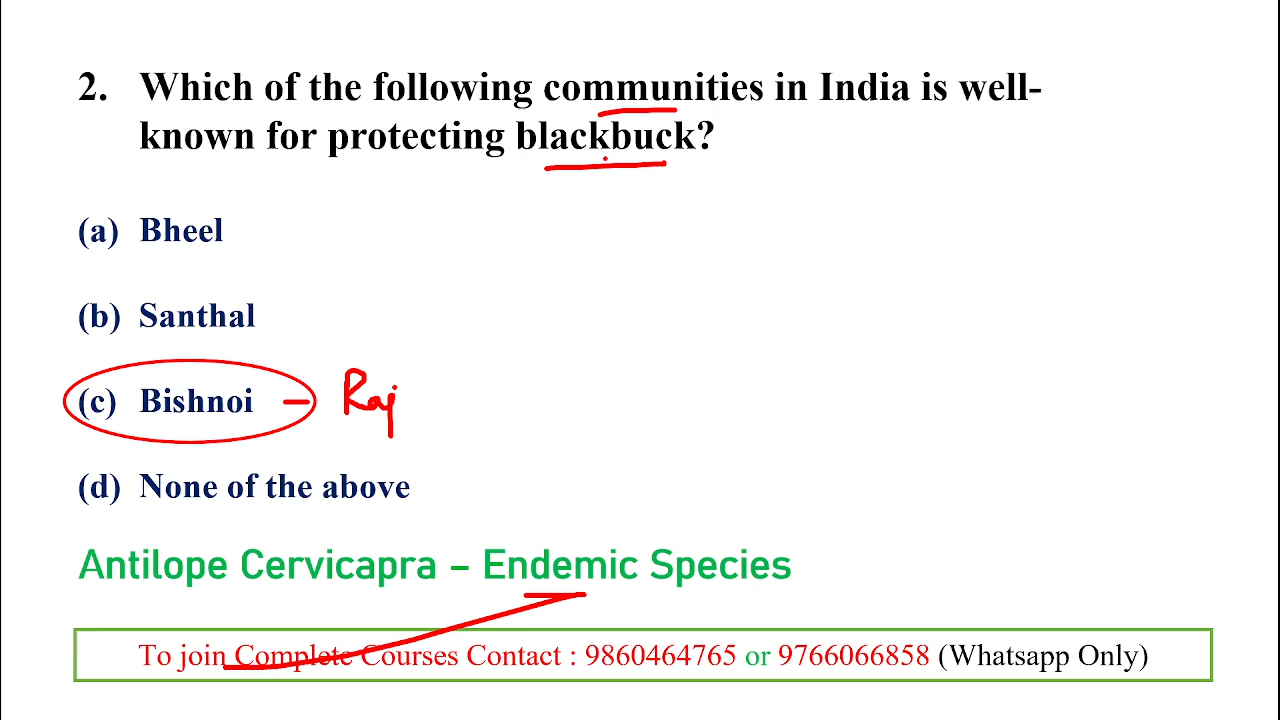 2. Which of the following communities in India is well-
known for protecting blackbuck?
(a) Bheel
(b) Santhal
(c) Bishnoi – Raj
(d) None of the above
Antilope Cervicapra – Endemic Species
To join Complete Courses Contact : 9860464765 or 9766066858 (Whatsapp Only)